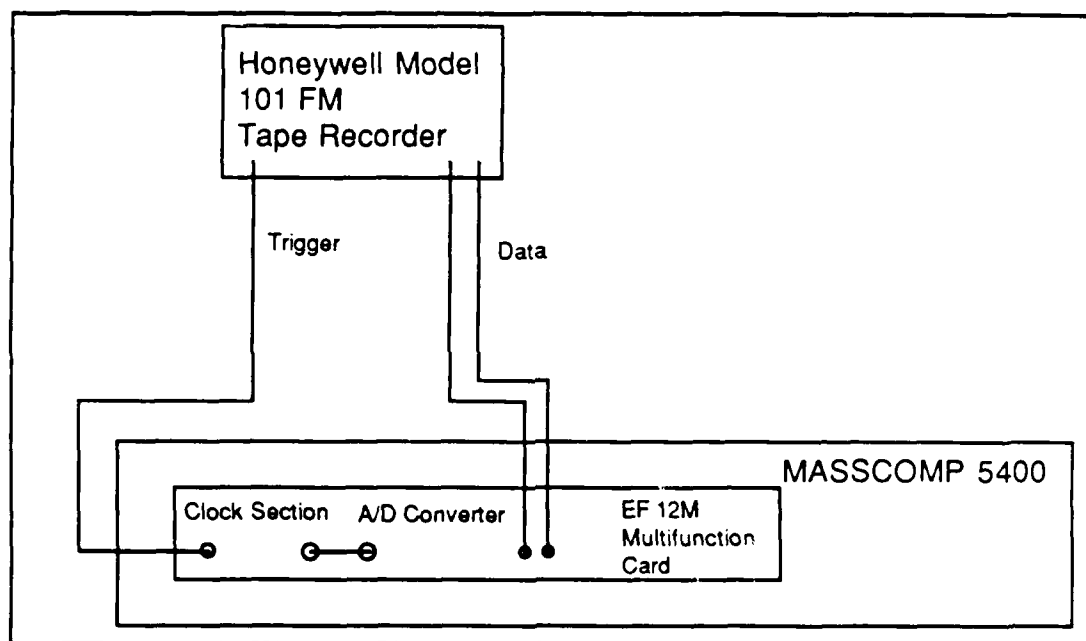 Honeywell Model
101 FM
Tape Recorder
Trigger
Data
MASSCOMP 5400
Clock Section
A/D Converter
EF 12M
Multifunction
Card